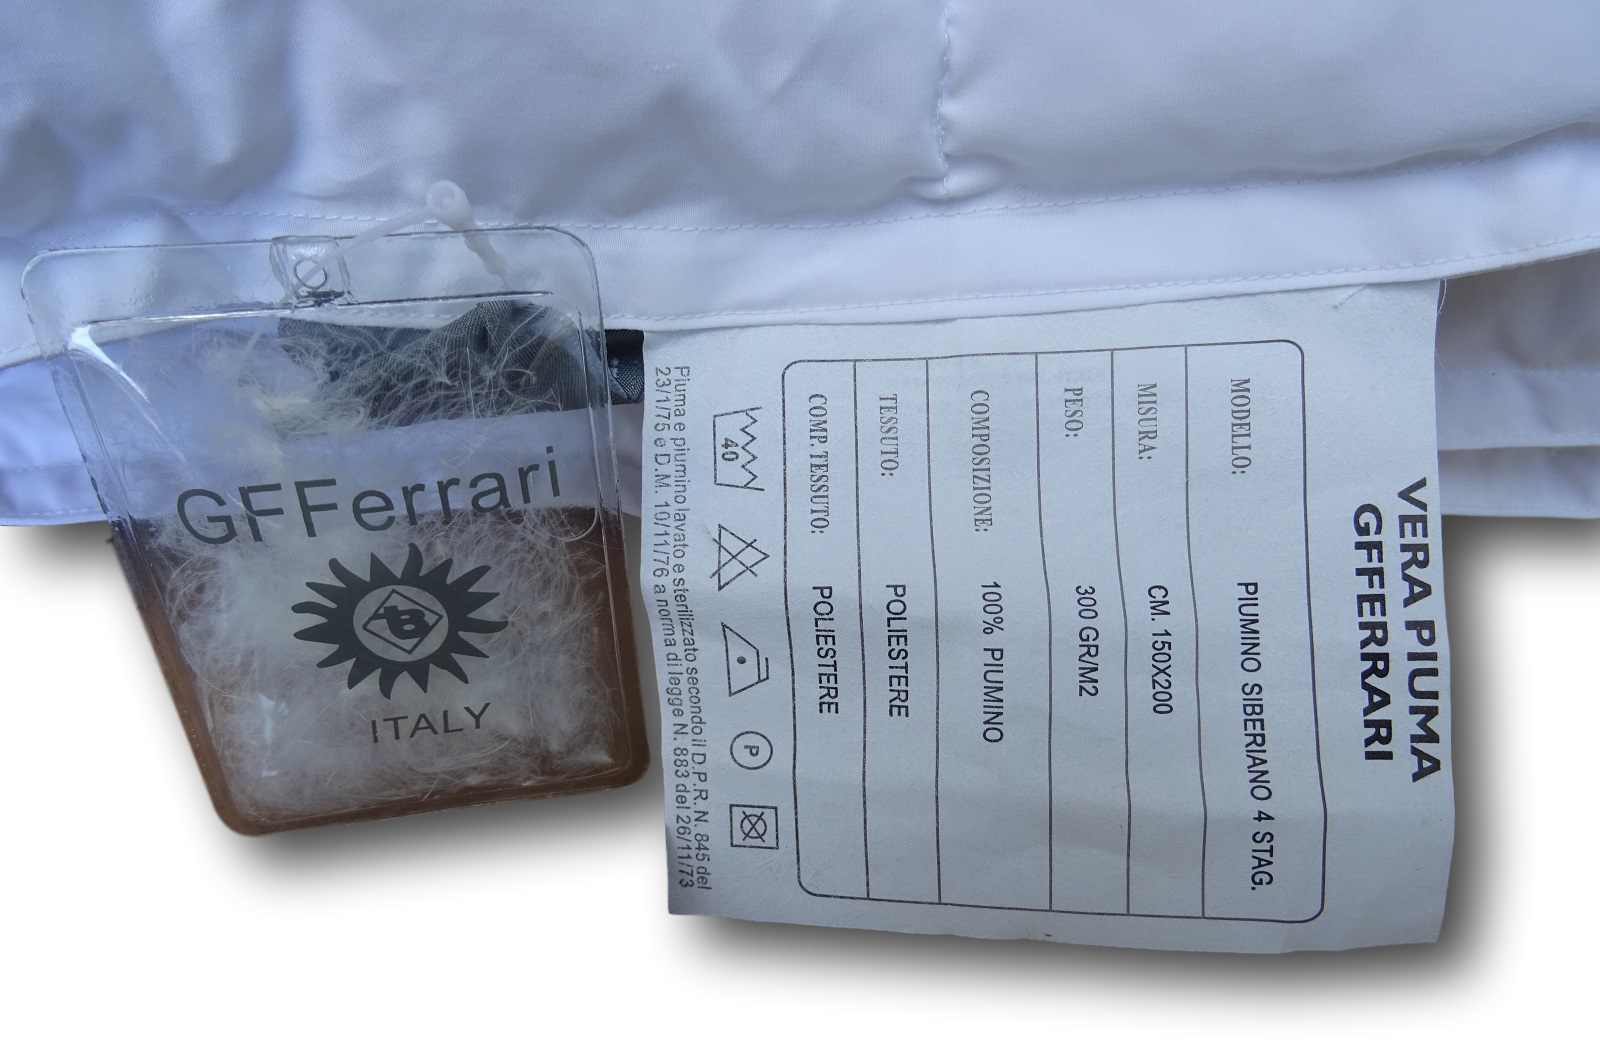 GFFerrari
ITALY
VERA PIUMA
GFFERRARI
MODELLO: PIUMINO SIBERIANO 4 STAG.
MISURA: CM. 150X200
PESO: 300 GR/M2
COMPOSIZIONE: 100% PIUMINO
TESSUTO: POLIESTERE
COMP. TESSUTO: POLIESTERE
40
P
Piuma e piumino lavato e sterilizzato secondo il D.P.R. N. 845 del
23/1/75 e D.M. 10/11/76 a norma di legge N. 883 del 26/11/73